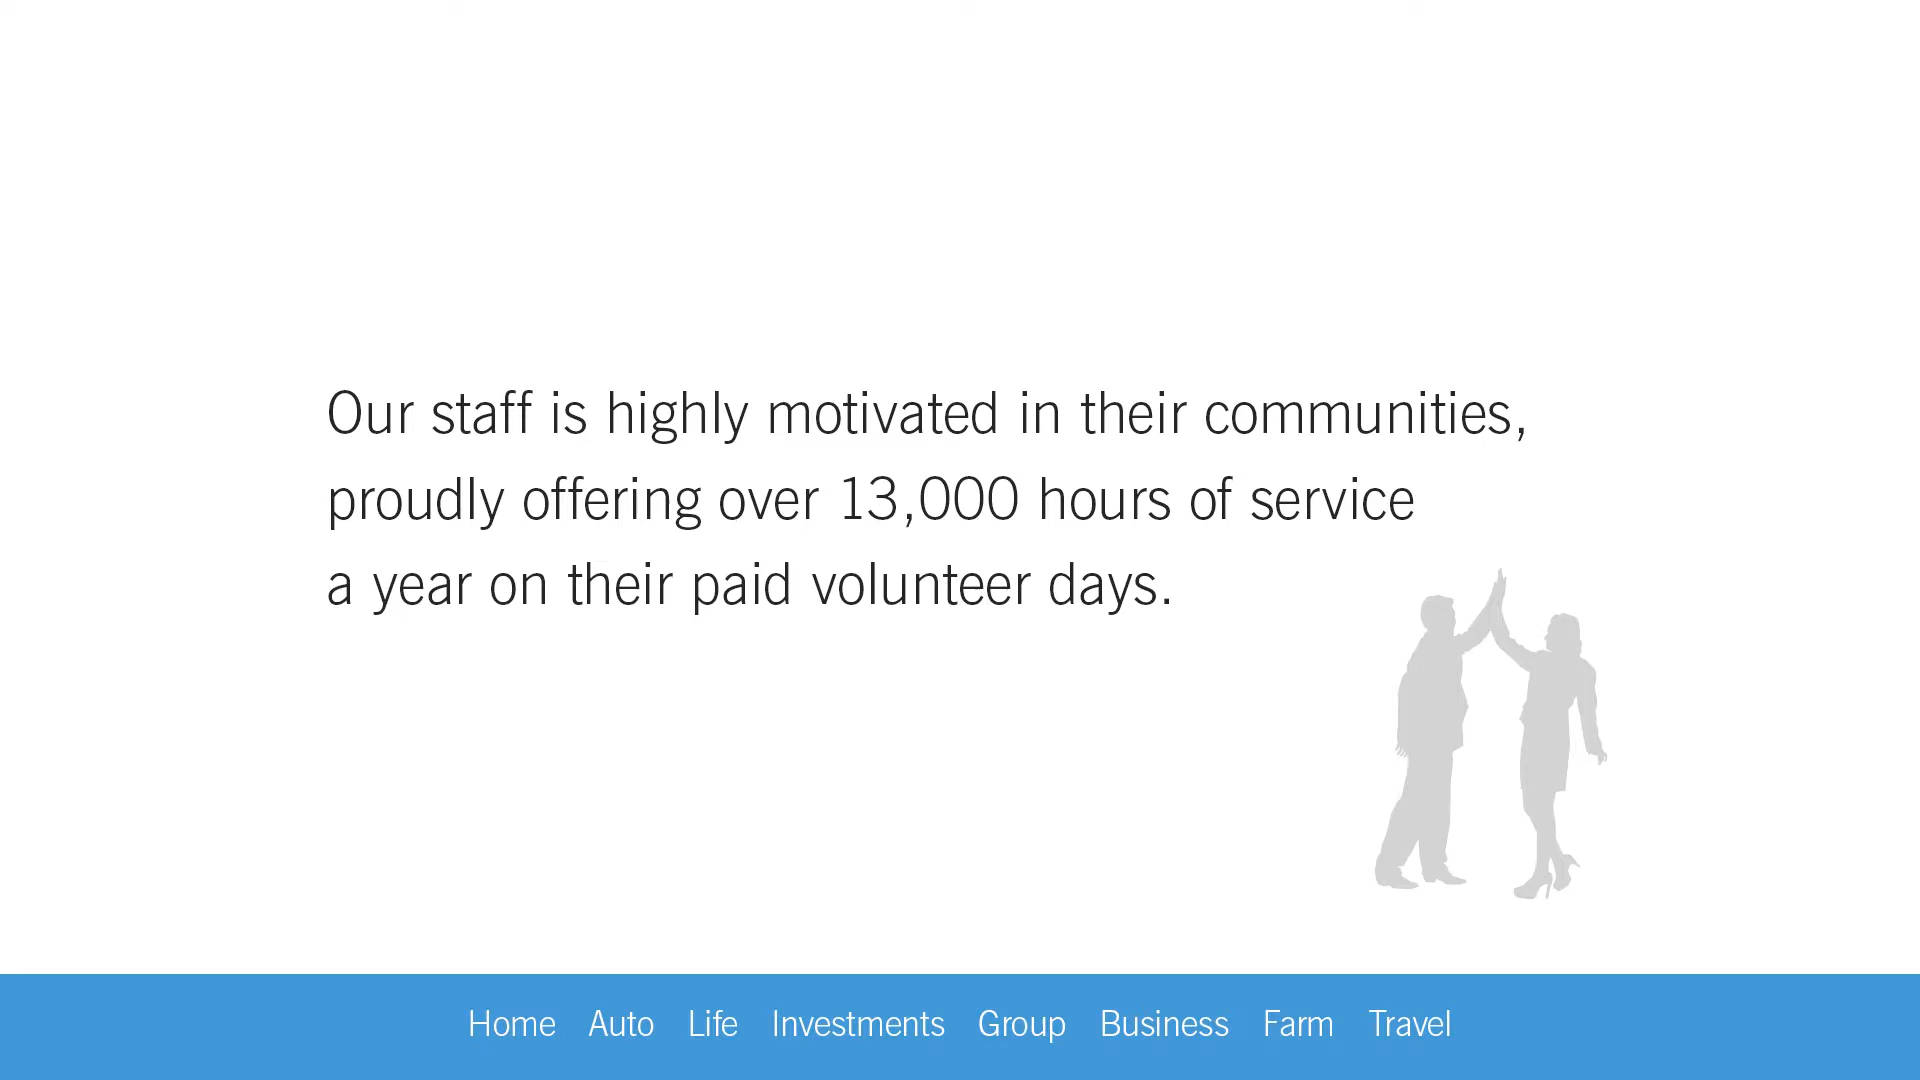 Our staff is highly motivated in their communities,
proudly offering over 13,000 hours of service
a year on their paid volunteer days.
Home Auto Life Investments Group Business Farm Travel